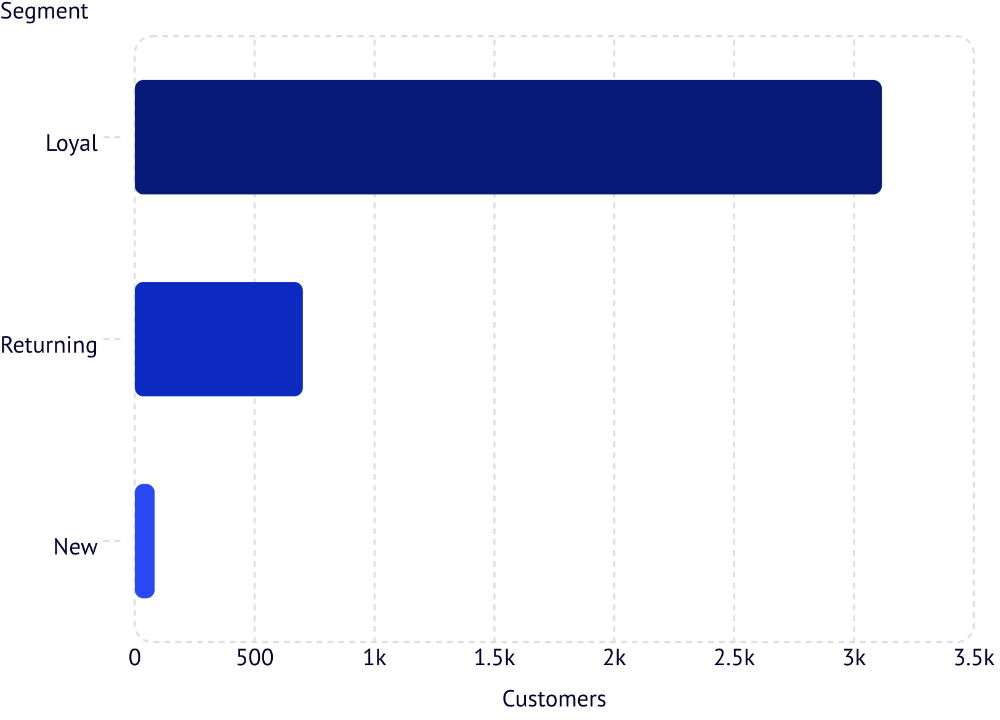 Segment
Loyal
Returning
New
0 500 1k 1.5k 2k 2.5k 3k 3.5k
Customers